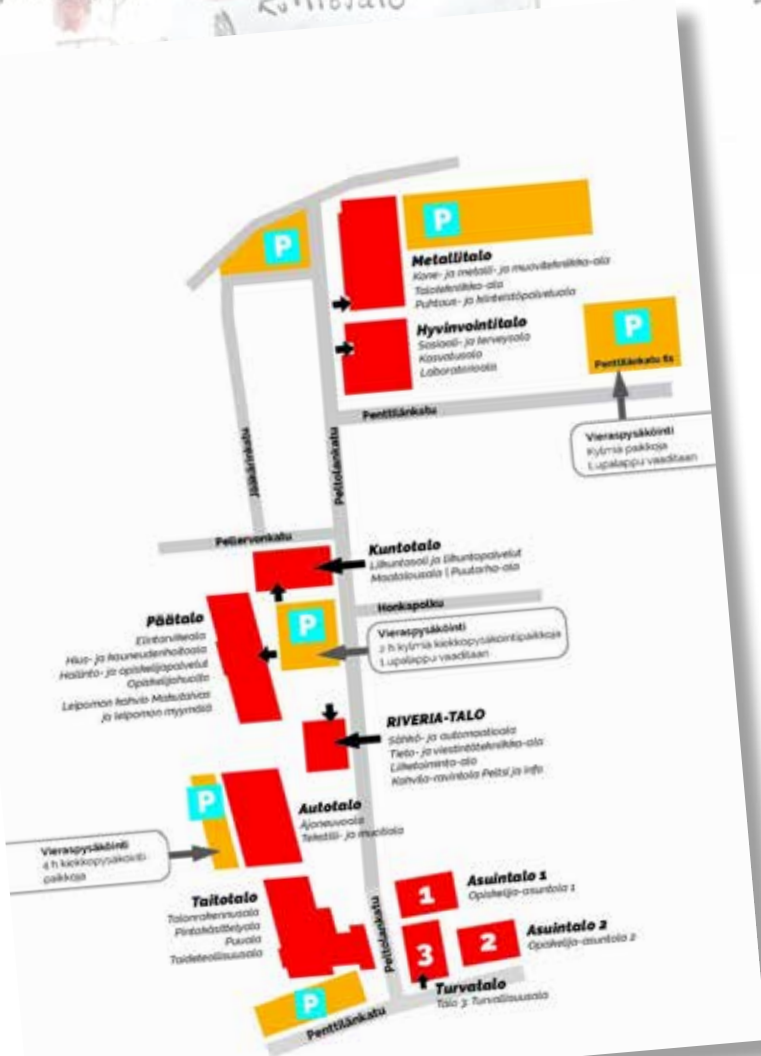 Kuntotalo
P
P
Metallitalo
Kone- ja metalli- ja muovitekniikka-ala
Talotekniikka-ala
Puhtaus- ja kiinteistöpalveluala
Hyvinvointitalo
Sosiaali- ja terveysala
Kasvatusala
Laboratorioala
P
Penttilänkatu 6s
Penttilänkatu
Vieraspysäköinti
Kylmiä paikkoja
Lupalappu vaaditaan
Jääkärinkatu
Peltolankatu
Pellervonkatu
Kuntotalo
Liikuntasali ja liikuntapalvelut
Maatalousala | Puutarha-ala
Honkapolku
P
Vieraspysäköinti
2 h kylmiä kiekkopysäköintipaikkoja
Lupalappu vaaditaan
Päätalo
Elintarvikeala
Hius- ja kauneudenhoitoala
Hallinto- ja opiskelijapalvelut
Opiskelijahuolto
Leipomon kahvio Makutaivas
ja leipomon myymälä
RIVERIA-TALO
Sähkö- ja automaatioala
Tieto- ja viestintätekniikka-ala
Liiketoiminta-ala
Kahvila-ravintola Peltsi ja info
P
Autotalo
Ajoneuvoala
Tekstiili- ja muotiala
Vieraspysäköinti
4 h kiekkopysäköinti-
paikkoja
Taitotalo
Talonrakennusala
Pintakäsittelyala
Puuala
Taideteollisuusala
Peltolankatu
1
Asuintalo 1
Opiskelija-asuntola 1
2
Asuintalo 2
Opiskelija-asuntola 2
3
Turvatalo
Talo 3: Turvallisuusala
P
Penttilänkatu